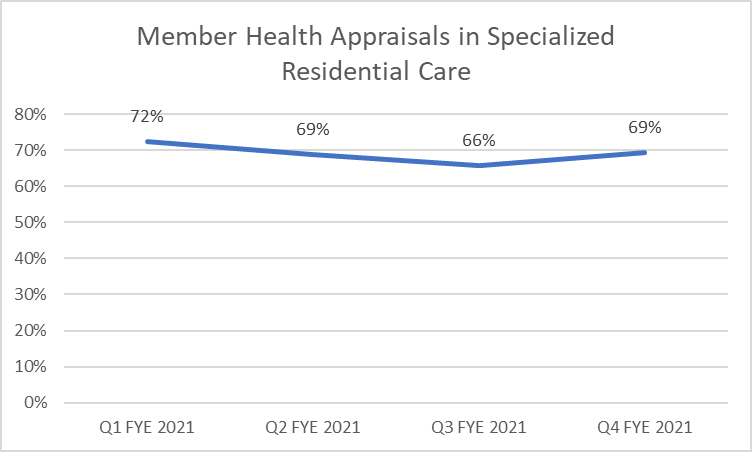 Member Health Appraisals in Specialized
Residential Care
80%
70%
60%
50%
40%
30%
20%
10%
0%
72%
69%
66%
69%
Q1 FYE 2021
Q2 FYE 2021
Q3 FYE 2021
Q4 FYE 2021